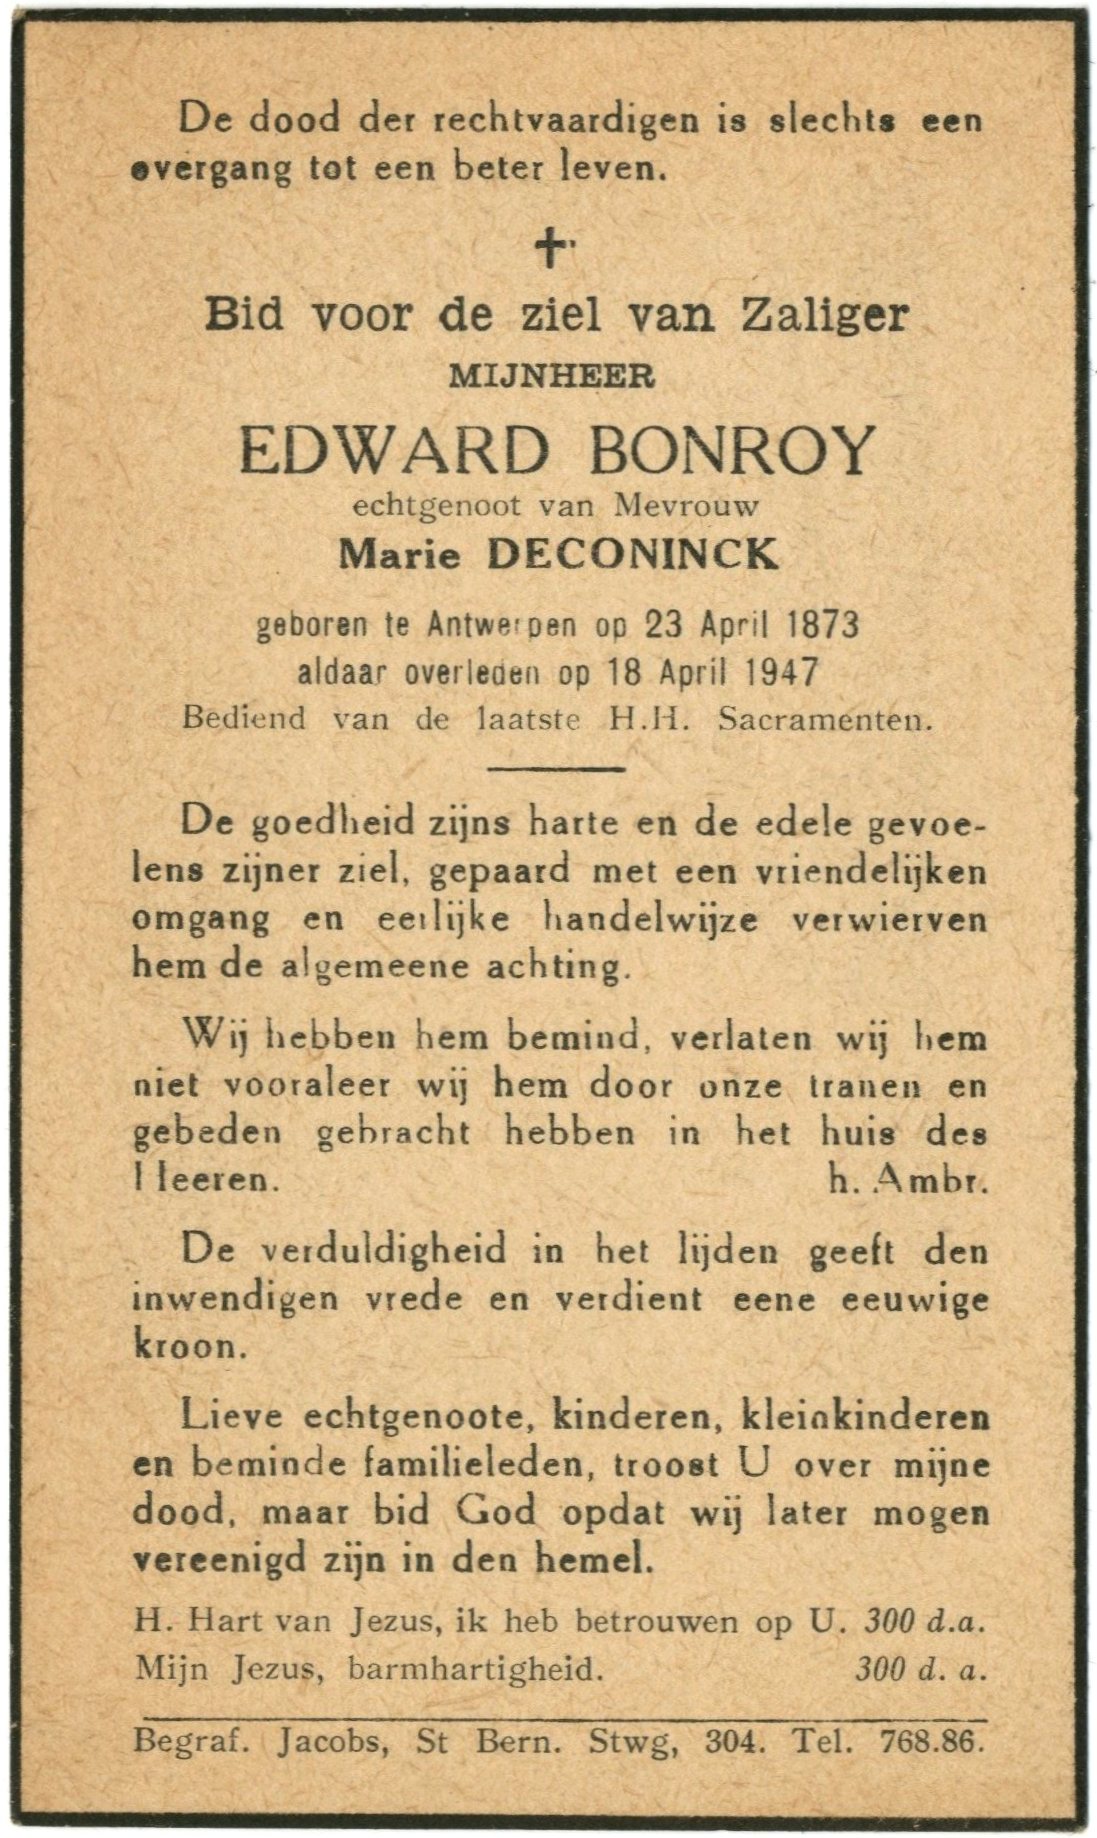 De dood der rechtvaardigen is slechts een
overgang tot een beter leven.
✝
Bid voor de ziel van Zaliger
MIJNHEER
EDWARD BONROY
echtgenoot van Mevrouw
Marie DECONINCK
geboren te Antwerpen op 23 April 1873
aldaar overleden op 18 April 1947
Bediend van de laatste H.H. Sacramenten.
De goedheid zijns harte en de edele gevoe-
lens zijner ziel, gepaard met een vriendelijken
omgang en eerlijke handelwijze verwierven
hem de algemeene achting.
Wij hebben hem bemind, verlaten wij hem
niet vooraleer wij hem door onze tranen en
gebeden gebracht hebben in het huis des
Heeren. h. Ambr.
De verduldigheid in het lijden geeft den
inwendigen vrede en verdient eene eeuwige
kroon.
Lieve echtgenoote, kinderen, kleinkinderen
en beminde familieleden, troost U over mijne
dood, maar bid God opdat wij later mogen
vereenigd zijn in den hemel.
H. Hart van Jezus, ik heb betrouwen op U. 300 d.a.
Mijn Jezus, barmhartigheid. 300 d. a.
Begraf. Jacobs, St Bern. Stwg, 304. Tel. 768.86.